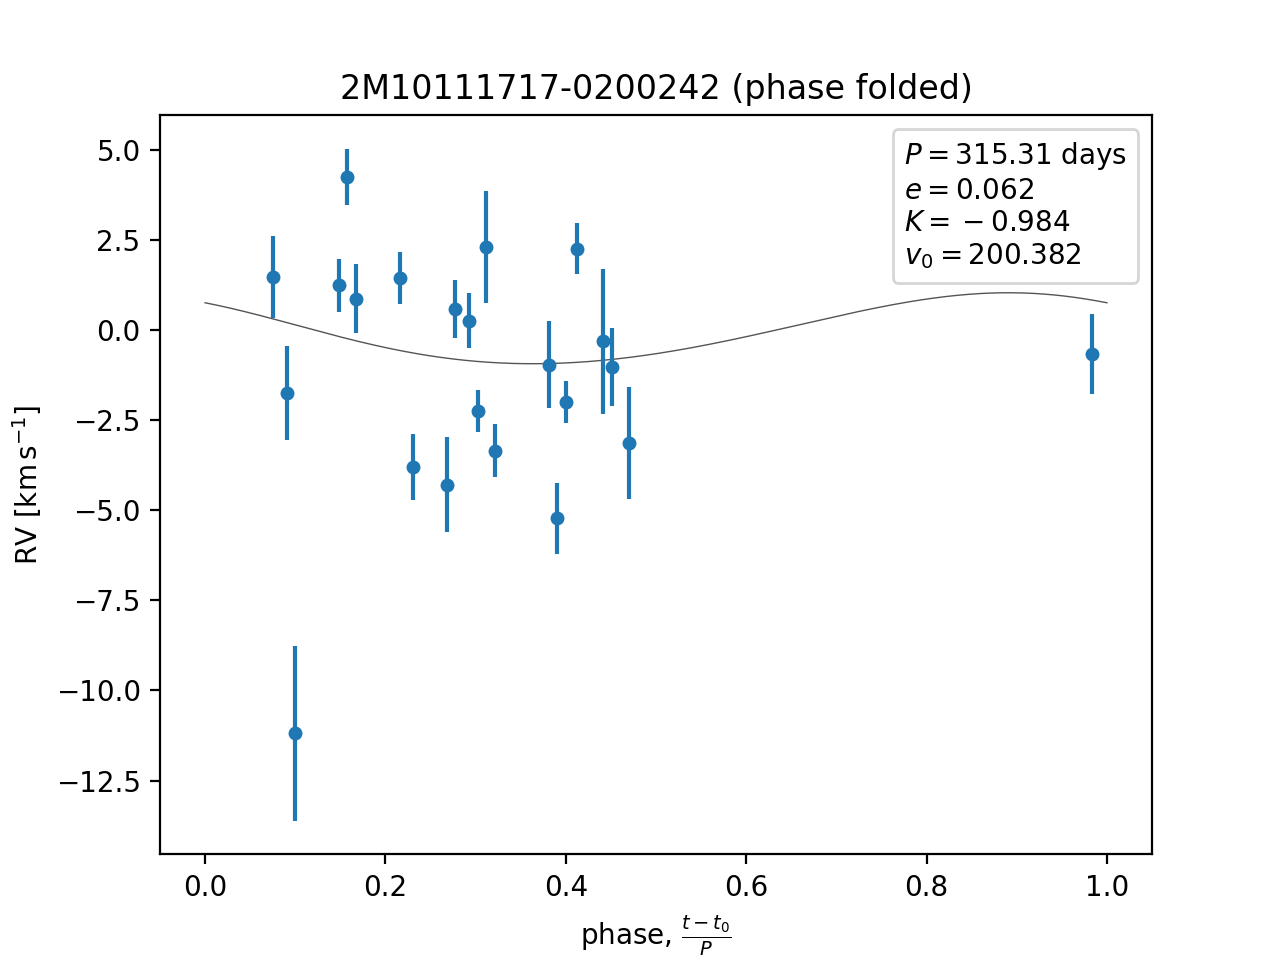 2M10111717-0200242 (phase folded)
P = 315.31 days
e = 0.062
K = −0.984
v₀ = 200.382
5.0
2.5
0.0
−2.5
−5.0
−7.5
−10.0
−12.5
RV [km s⁻¹]
0.0 0.2 0.4 0.6 0.8 1.0
phase, (t − t₀)/P